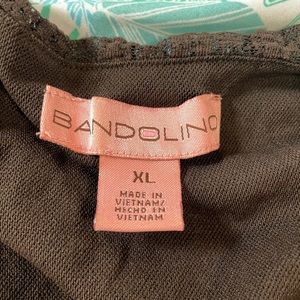 BANDOLINO
XL
MADE IN
VIETNAM/
HECHO EN
VIETNAM